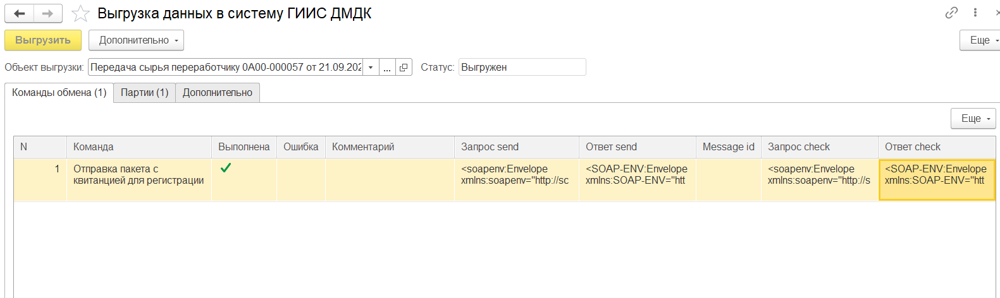 Выгрузка данных в систему ГИИС ДМДК
Выгрузить Дополнительно Еще
Объект выгрузки: Передача сырья переработчику 0А00-000057 от 21.09.202 ... Статус: Выгружен
Команды обмена (1) Партии (1) Дополнительно
Еще
N Команда Выполнена Ошибка Комментарий Запрос send Ответ send Message id Запрос check Ответ check
1 Отправка пакета с <soapenv:Envelope <SOAP-ENV:Envelope <soapenv:Envelope <SOAP-ENV:Envelope
квитанцией для регистрации xmlns:soapenv="http://sc xmlns:SOAP-ENV="htt xmlns:soapenv="http://s xmlns:SOAP-ENV="htt